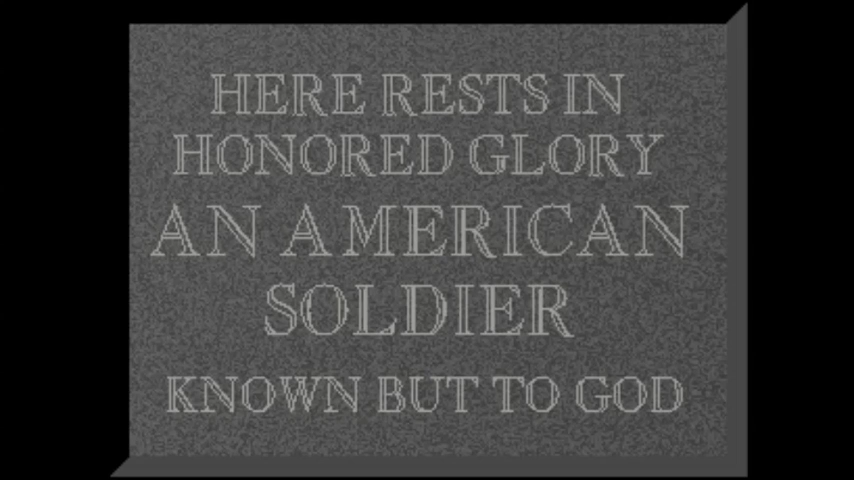 HERE RESTS IN
HONORED GLORY
AN AMERICAN
SOLDIER
KNOWN BUT TO GOD